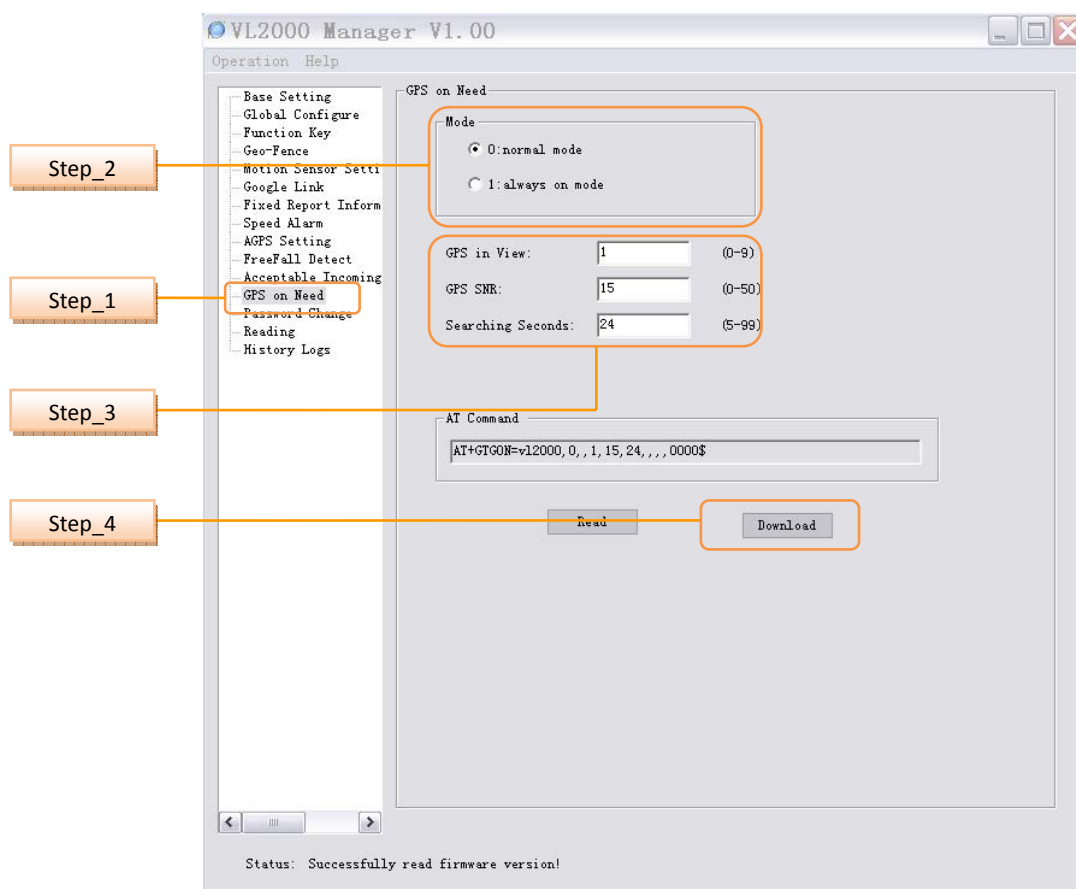 VL2000 Manager V1.00
Operation Help
Base Setting
Global Configure
Function Key
Geo-Fence
Motion Sensor Setti
Google Link
Fixed Report Inform
Speed Alarm
AGPS Setting
FreeFall Detect
Acceptable Incoming
GPS on Need
Password Change
Reading
History Logs
GPS on Need
Mode
0:normal mode
1:always on mode
GPS in View: 1 (0-9)
GPS SNR: 15 (0-50)
Searching Seconds: 24 (5-99)
AT Command
AT+GTGON=vl2000,0,,1,15,24,,,,0000$
Read Download
Status: Successfully read firmware version!
Step_2
Step_1
Step_3
Step_4